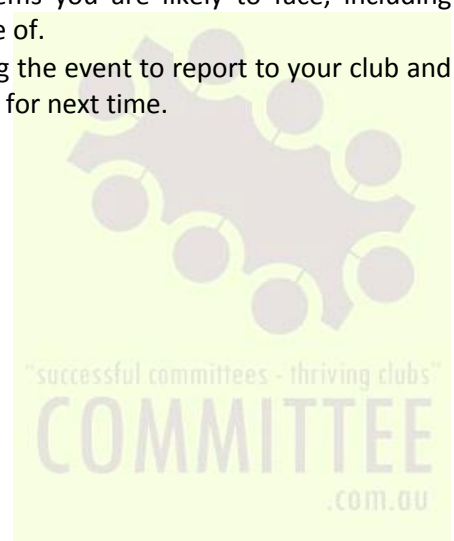 ems you are likely to face, including
e of.
g the event to report to your club and
for next time.
"successful committees - thriving clubs"
COMMITTEE
.com.au